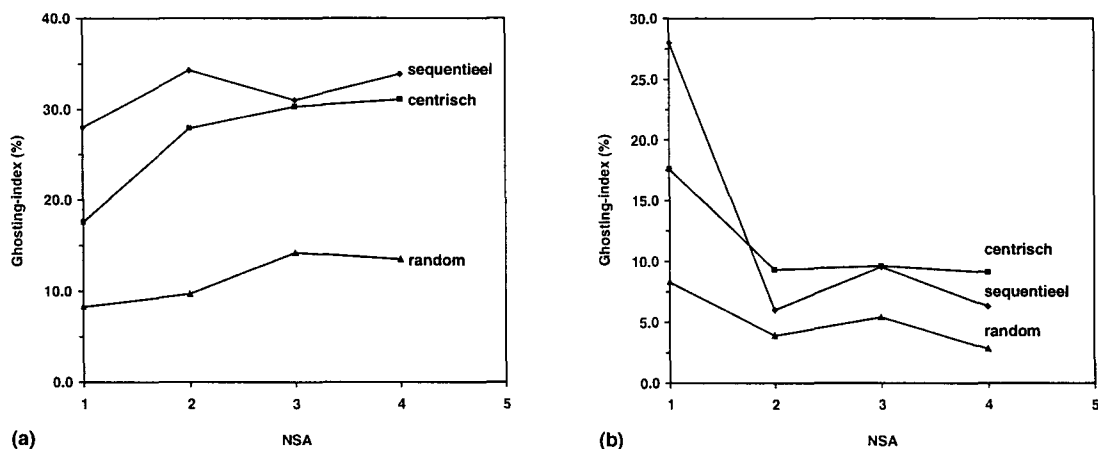 40.0
30.0
20.0
10.0
0.0
Ghosting-index (%)
1 2 3 4 5
NSA
sequentieel
centrisch
random
(a)
30.0
25.0
20.0
15.0
10.0
5.0
0.0
Ghosting-index (%)
1 2 3 4 5
NSA
centrisch
sequentieel
random
(b)